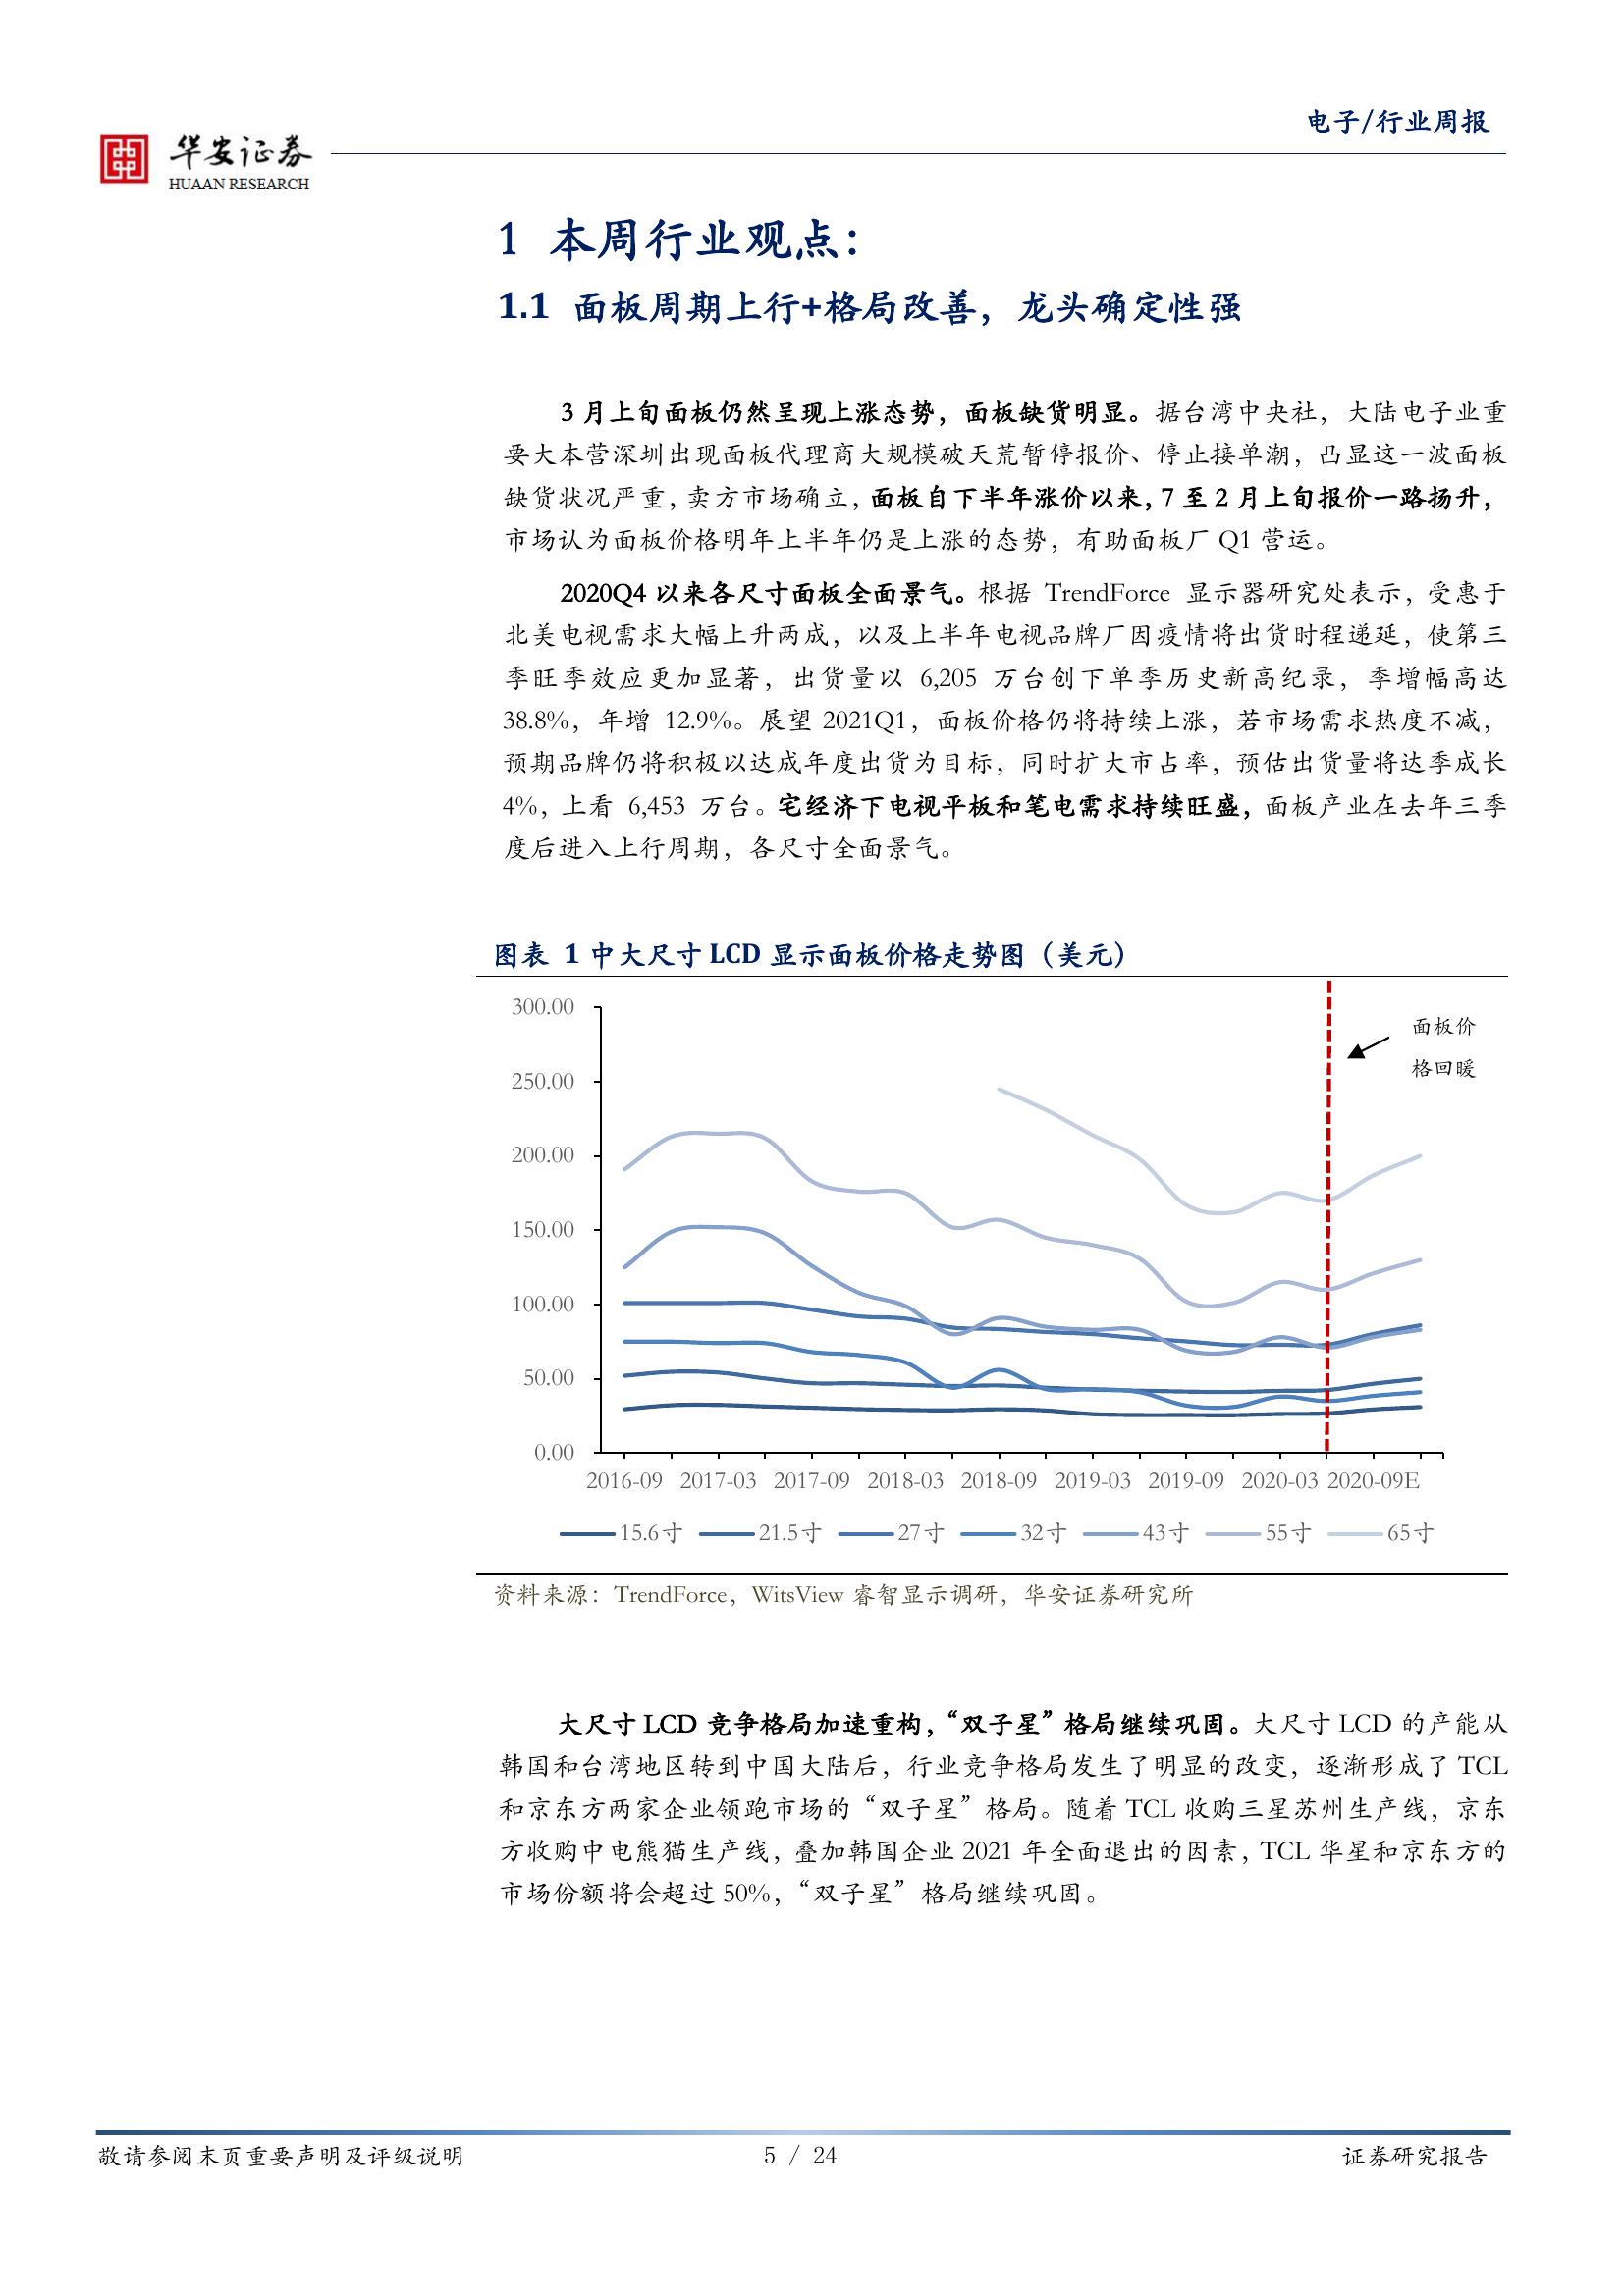 电子/行业周报
华安证券
HUAAN RESEARCH
1 本周行业观点：
1.1 面板周期上行+格局改善，龙头确定性强
3 月上旬面板仍然呈现上涨态势，面板缺货明显。据台湾中央社，大陆电子业重
要大本营深圳出现面板代理商大规模破天荒暂停报价、停止接单潮，凸显这一波面板
缺货状况严重，卖方市场确立，面板自下半年涨价以来，7 至 2 月上旬报价一路扬升，
市场认为面板价格明年上半年仍是上涨的态势，有助面板厂 Q1 营运。
2020Q4 以来各尺寸面板全面景气。根据 TrendForce 显示器研究处表示，受惠于
北美电视需求大幅上升两成，以及上半年电视品牌厂因疫情将出货时程递延，使第三
季旺季效应更加显著，出货量以 6,205 万台创下单季历史新高纪录，季增幅高达
38.8%，年增 12.9%。展望 2021Q1，面板价格仍将持续上涨，若市场需求热度不减，
预期品牌仍将积极以达成年度出货为目标，同时扩大市占率，预估出货量将达季成长
4%，上看 6,453 万台。宅经济下电视平板和笔电需求持续旺盛，面板产业在去年三季
度后进入上行周期，各尺寸全面景气。
图表 1 中大尺寸 LCD 显示面板价格走势图（美元）
300.00
250.00
200.00
150.00
100.00
50.00
0.00
面板价
格回暖
2016-09 2017-03 2017-09 2018-03 2018-09 2019-03 2019-09 2020-03 2020-09E
15.6寸 21.5寸 27寸 32寸 43寸 55寸 65寸
资料来源：TrendForce，WitsView 睿智显示调研，华安证券研究所
大尺寸 LCD 竞争格局加速重构，“双子星”格局继续巩固。大尺寸 LCD 的产能从
韩国和台湾地区转到中国大陆后，行业竞争格局发生了明显的改变，逐渐形成了 TCL
和京东方两家企业领跑市场的“双子星”格局。随着 TCL 收购三星苏州生产线，京东
方收购中电熊猫生产线，叠加韩国企业 2021 年全面退出的因素，TCL 华星和京东方的
市场份额将会超过 50%，“双子星”格局继续巩固。
敬请参阅末页重要声明及评级说明 5 / 24 证券研究报告